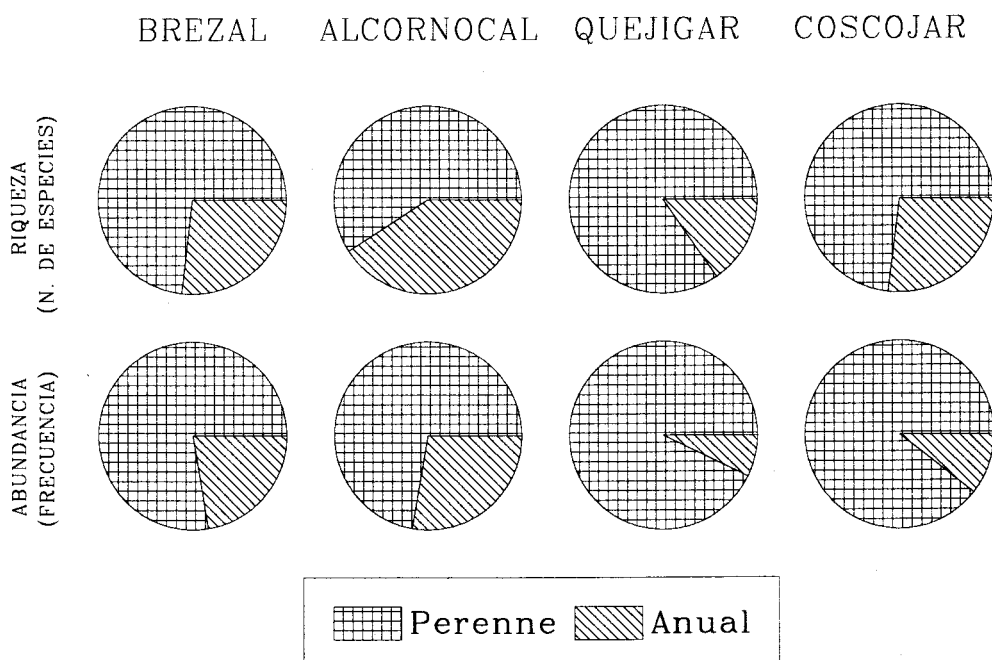 BREZAL ALCORNOCAL QUEJIGAR COSCOJAR
RIQUEZA
(N. DE ESPECIES)
ABUNDANCIA
(FRECUENCIA)
Perenne Anual